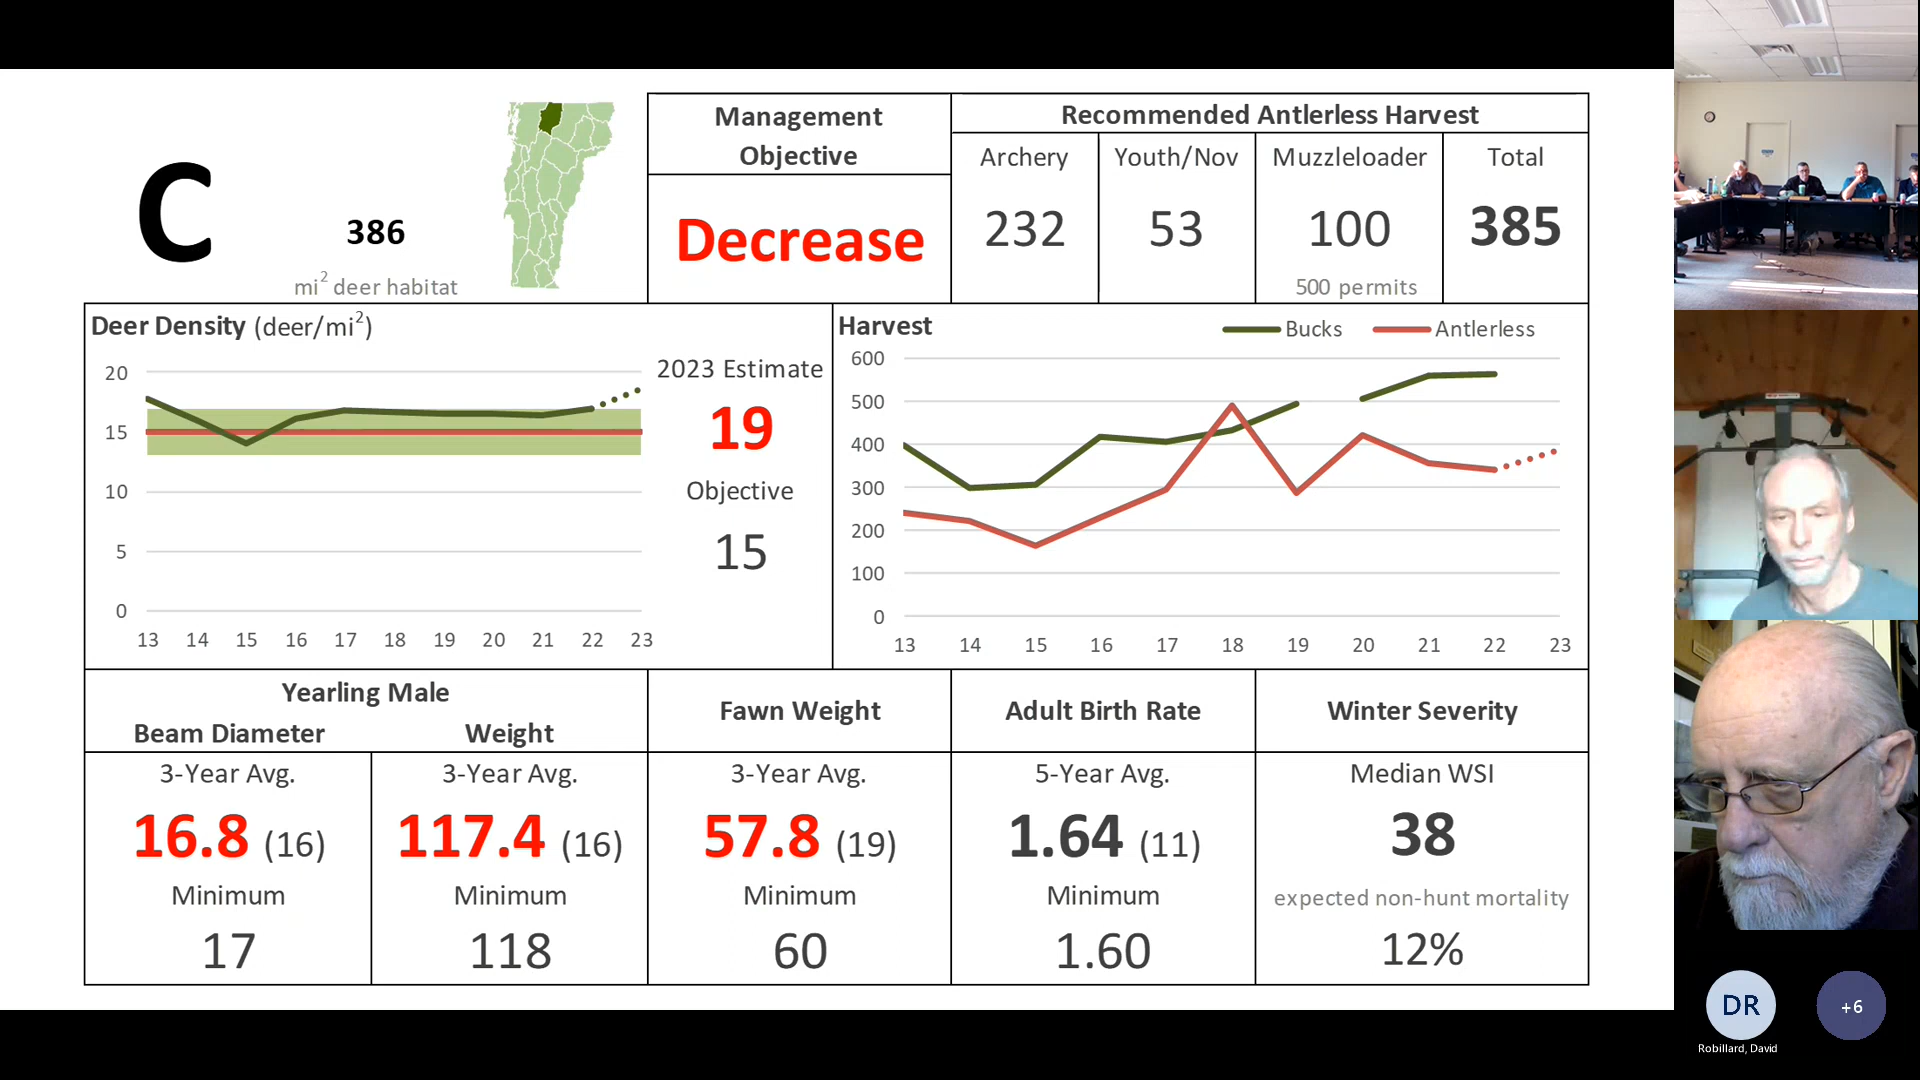 C
386
mi2 deer habitat
Management
Objective
Decrease
Recommended Antlerless Harvest
Archery
Youth/Nov
Muzzleloader
Total
232
53
100
385
500 permits
Deer Density (deer/mi2)
20
15
10
5
0
13 14 15 16 17 18 19 20 21 22 23
2023 Estimate
19
Objective
15
Harvest
Bucks
Antlerless
600
500
400
300
200
100
0
13 14 15 16 17 18 19 20 21 22 23
Yearling Male
Beam Diameter
Weight
Fawn Weight
Adult Birth Rate
Winter Severity
3-Year Avg.
16.8 (16)
Minimum
17
3-Year Avg.
117.4 (16)
Minimum
118
3-Year Avg.
57.8 (19)
Minimum
60
5-Year Avg.
1.64 (11)
Minimum
1.60
Median WSI
38
expected non-hunt mortality
12%
DR
+6
Robillard, David